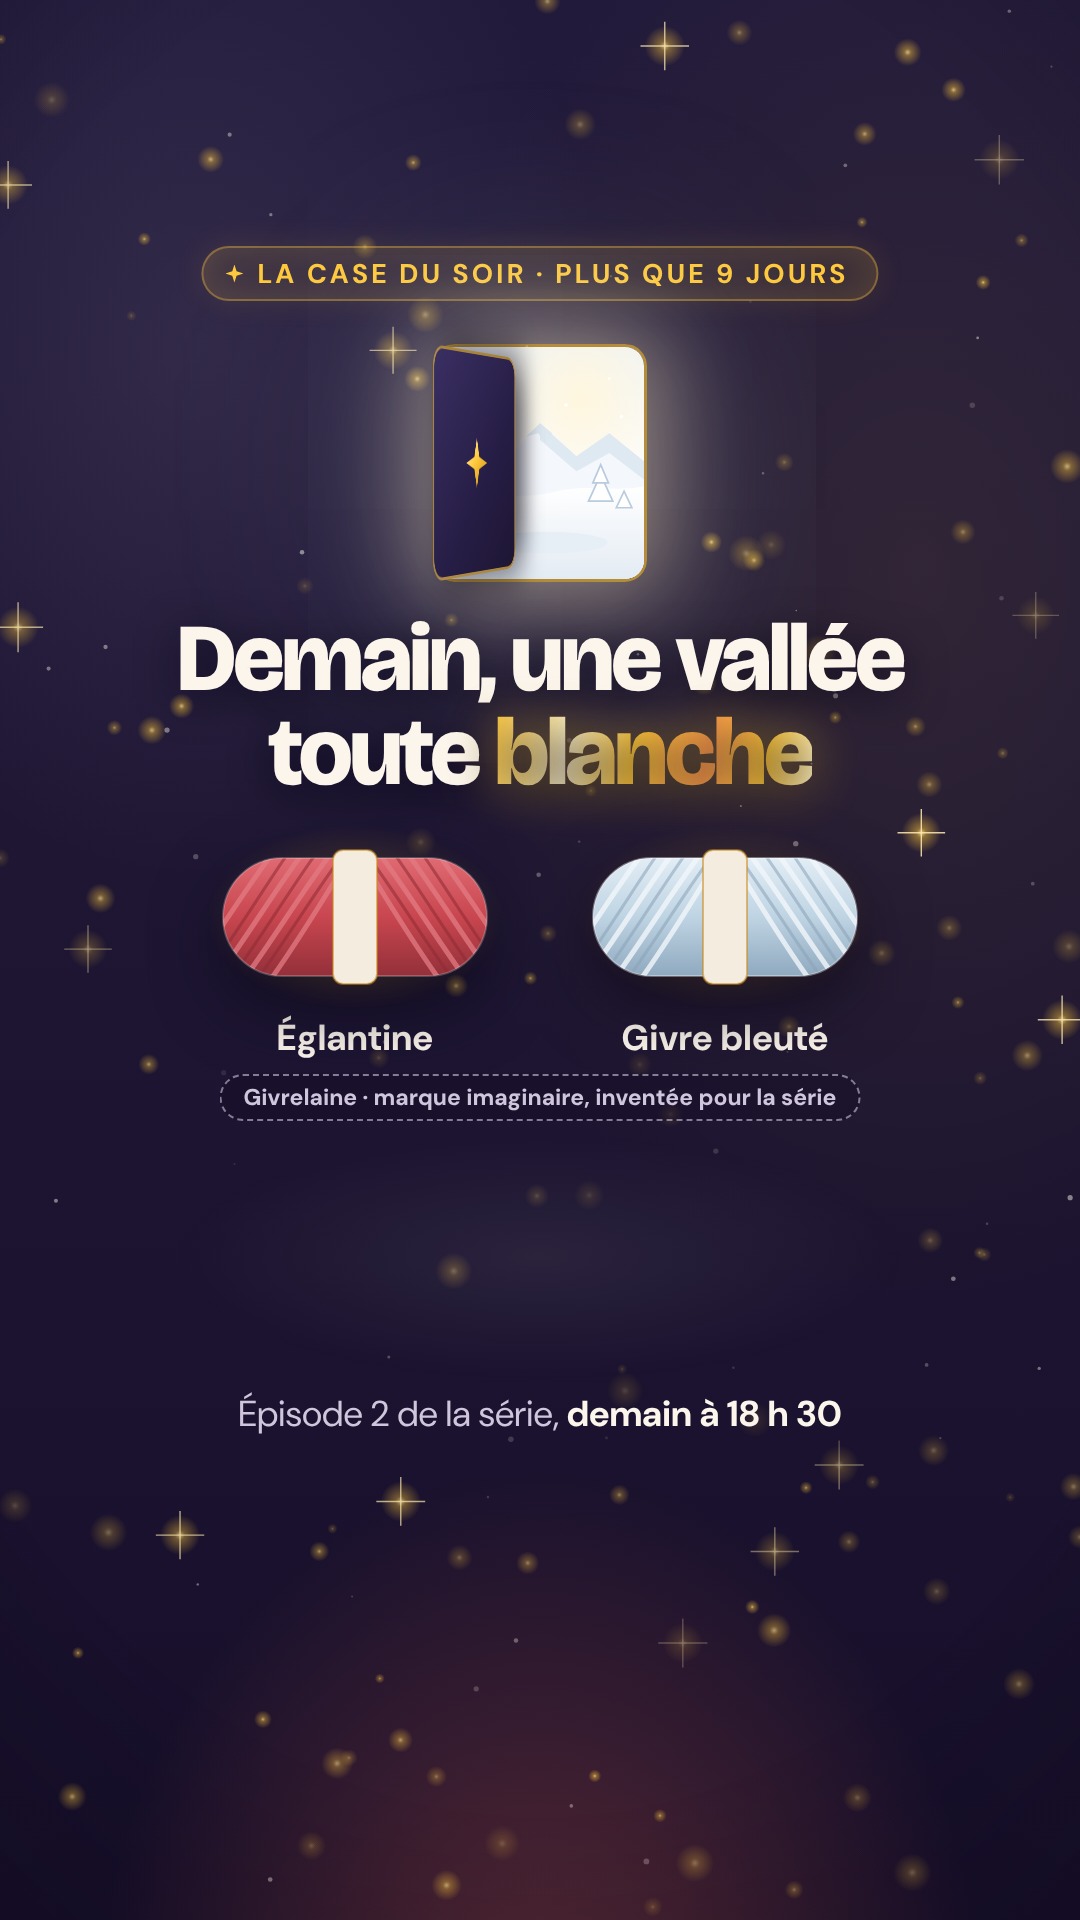 LA CASE DU SOIR · PLUS QUE 9 JOURS
Demain, une vallée
toute blanche
Églantine
Givre bleuté
Givrelaine · marque imaginaire, inventée pour la série
Épisode 2 de la série, demain à 18 h 30